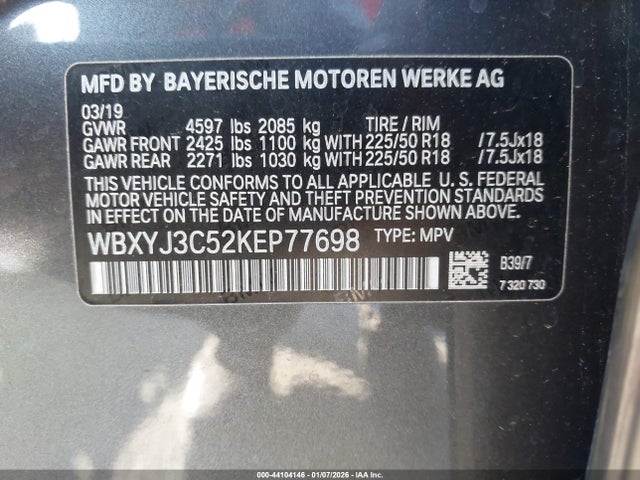 MFD BY BAYERISCHE MOTOREN WERKE AG
03/19
GVWR 4597 lbs 2085 kg TIRE / RIM
GAWR FRONT 2425 lbs 1100 kg WITH 225/50 R18 /7.5Jx18
GAWR REAR 2271 lbs 1030 kg WITH 225/50 R18 /7.5Jx18
THIS VEHICLE CONFORMS TO ALL APPLICABLE U. S. FEDERAL
MOTOR VEHICLE SAFETY AND THEFT PREVENTION STANDARDS
IN EFFECT ON THE DATE OF MANUFACTURE SHOWN ABOVE.
WBXYJ3C52KEP77698 TYPE: MPV
B39/7
7 320 730
000-44104146 - 01/07/2026 - IAA Inc.